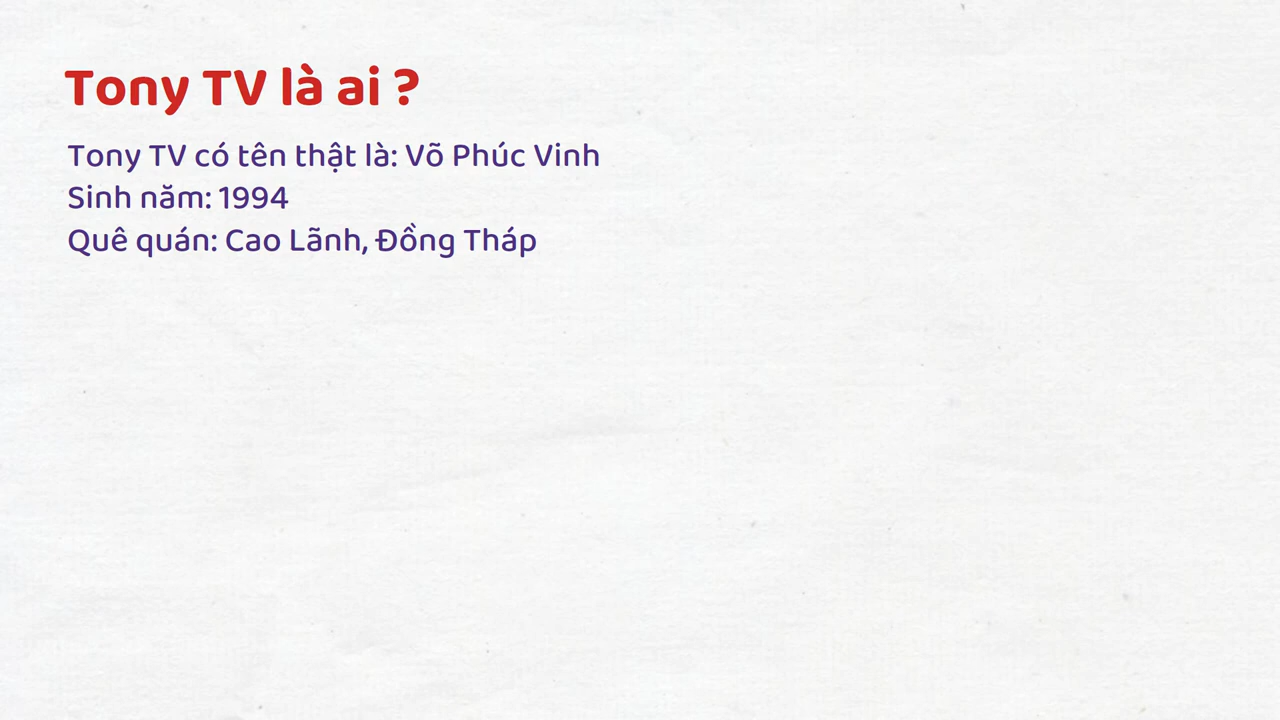 Tony TV là ai ?
Tony TV có tên thật là: Võ Phúc Vinh
Sinh năm: 1994
Quê quán: Cao Lãnh, Đồng Tháp